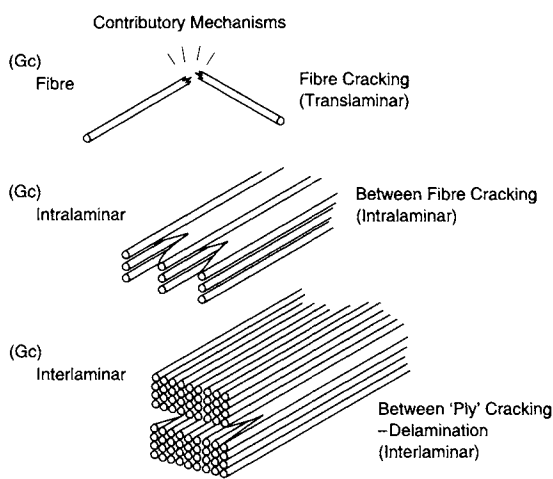 Contributory Mechanisms
(Gc)
Fibre
Fibre Cracking
(Translaminar)
(Gc)
Intralaminar
Between Fibre Cracking
(Intralaminar)
(Gc)
Interlaminar
Between 'Ply' Cracking
–Delamination
(Interlaminar)